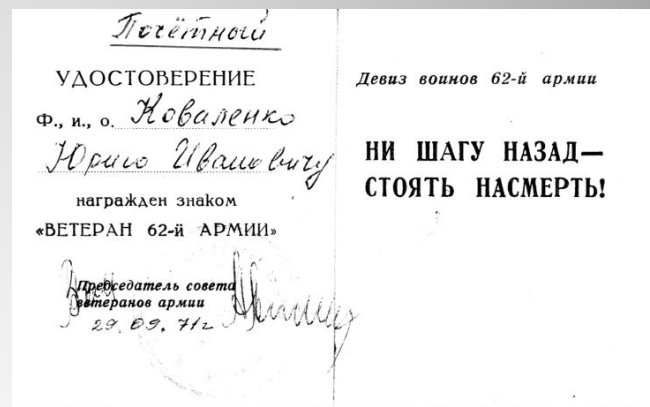 Почётный
УДОСТОВЕРЕНИЕ
Ф., и., о. Коваленко
Юрию Ивановичу
награжден знаком
«ВЕТЕРАН 62-й АРМИИ»
Председатель совета
ветеранов армии
29.09.71г
Девиз воинов 62-й армии
НИ ШАГУ НАЗАД—
СТОЯТЬ НАСМЕРТЬ!